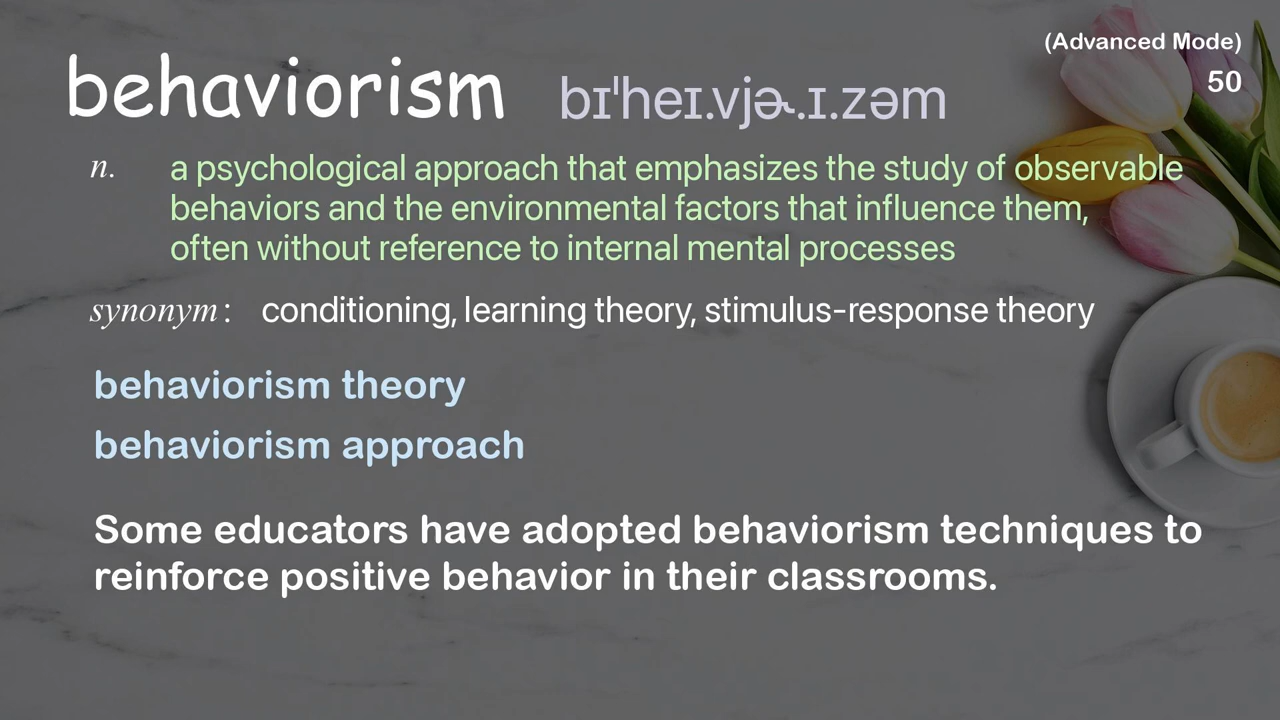 (Advanced Mode)
50
behaviorism bɪˈheɪ.vjɚ.ɪ.zəm
n. a psychological approach that emphasizes the study of observable
behaviors and the environmental factors that influence them,
often without reference to internal mental processes
synonym: conditioning, learning theory, stimulus-response theory
behaviorism theory
behaviorism approach
Some educators have adopted behaviorism techniques to
reinforce positive behavior in their classrooms.